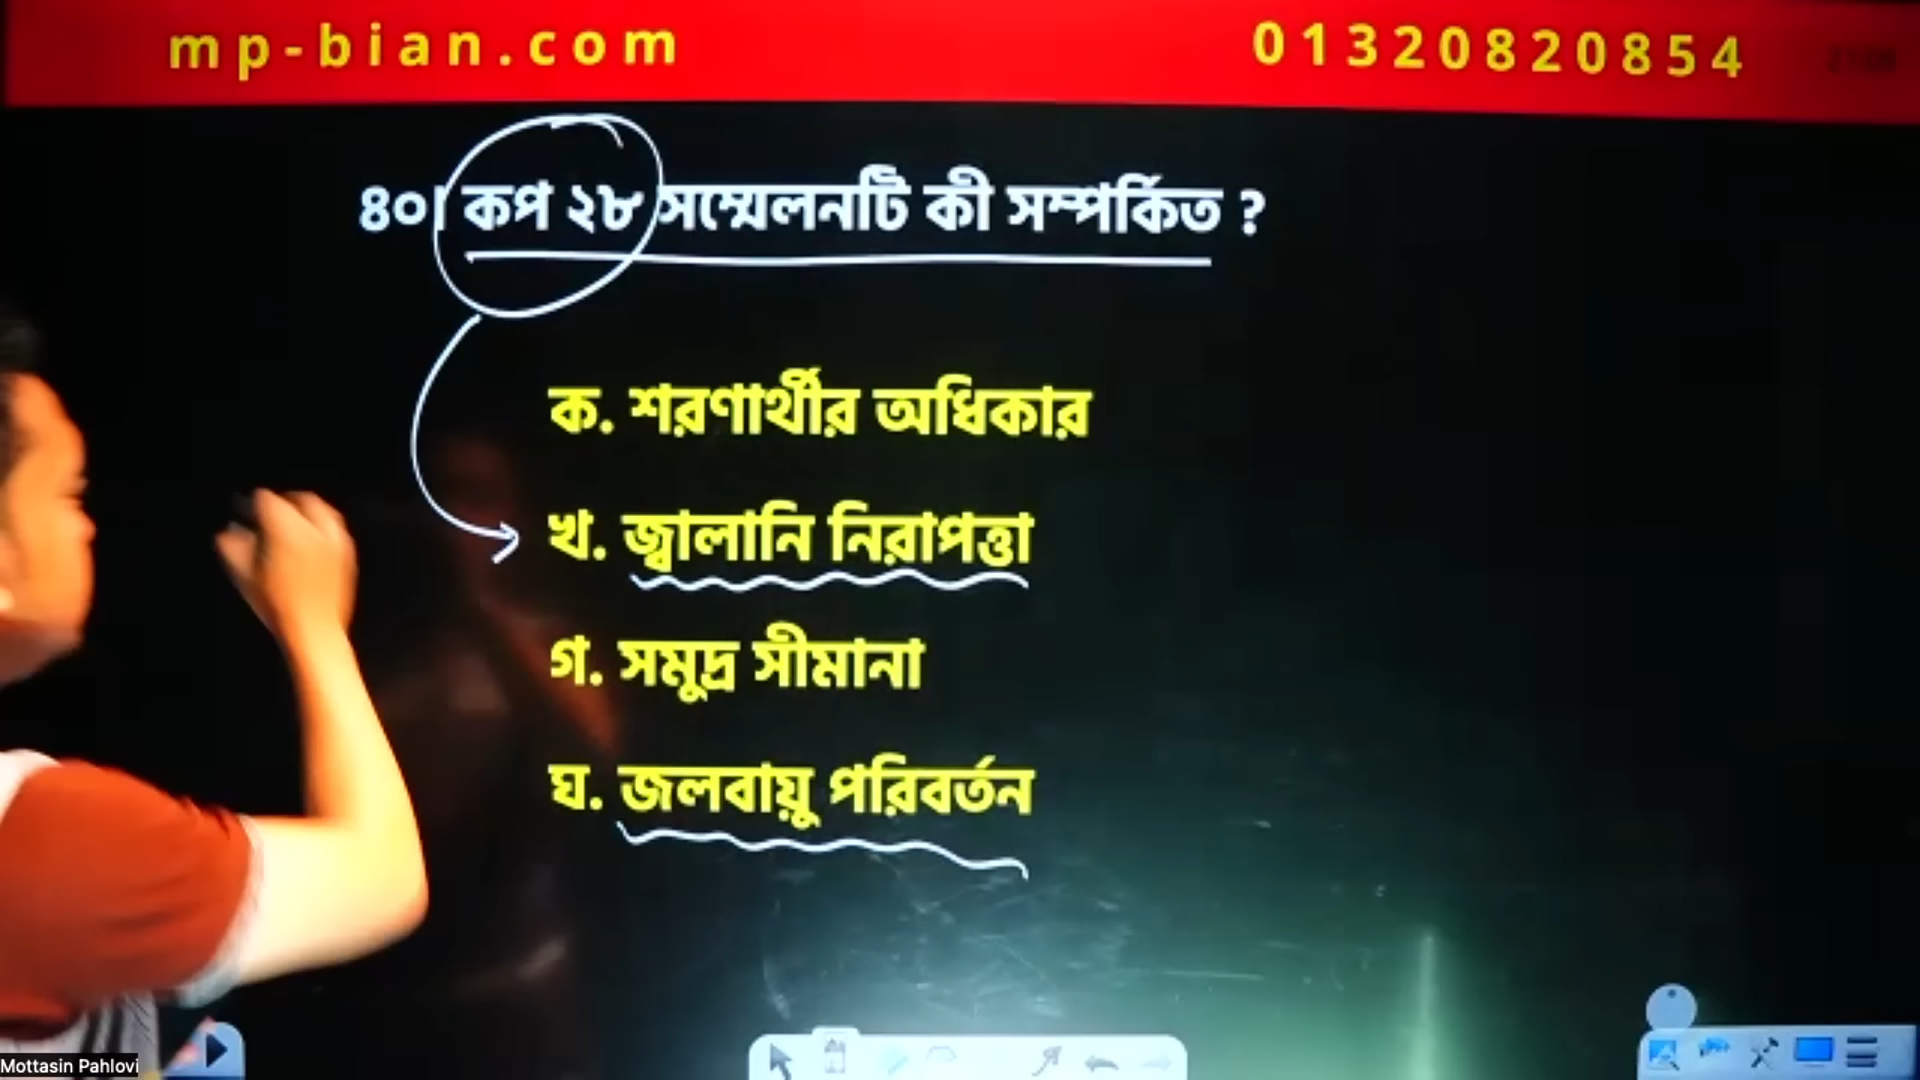 mp-bian.com
01320820854
৪০। কপ ২৮ সম্মেলনটি কী সম্পর্কিত ?
ক. শরণার্থীর অধিকার
খ. জ্বালানি নিরাপত্তা
গ. সমুদ্র সীমানা
ঘ. জলবায়ু পরিবর্তন
Mottasin Pahlovi